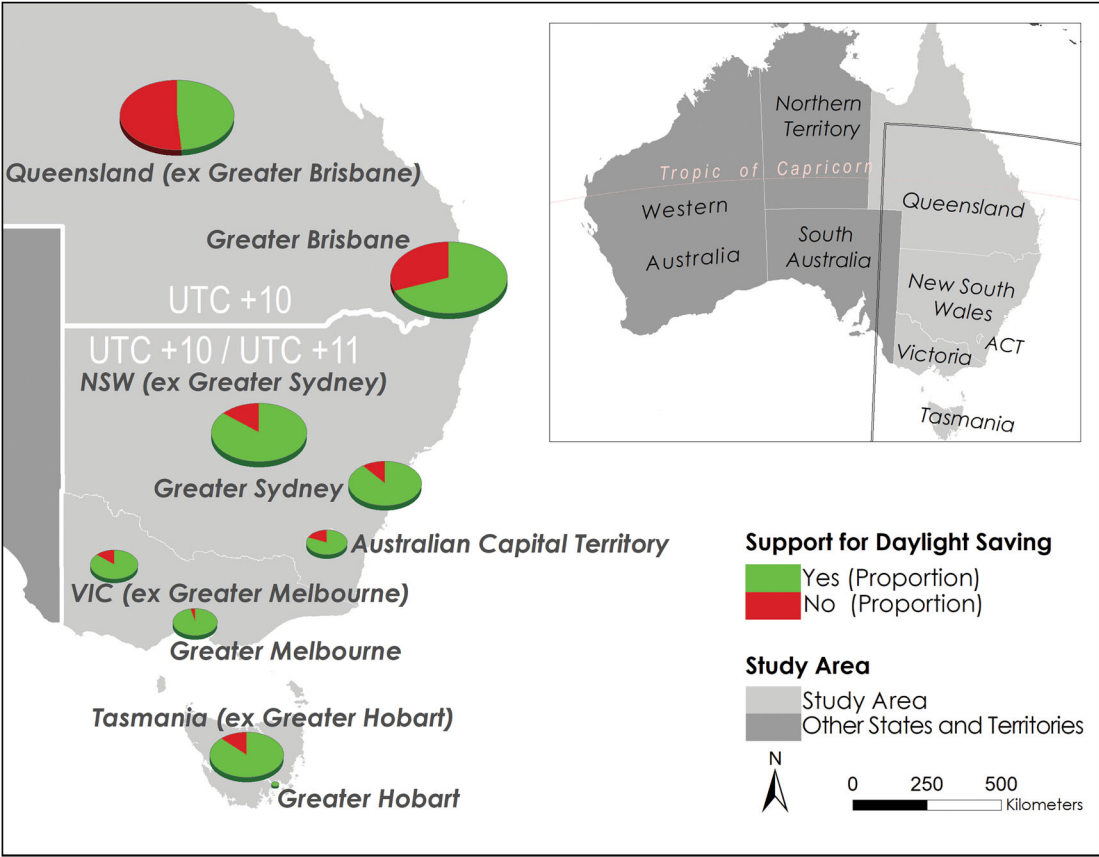 Queensland (ex Greater Brisbane)
Greater Brisbane
UTC +10
UTC +10 / UTC +11
NSW (ex Greater Sydney)
Greater Sydney
Australian Capital Territory
VIC (ex Greater Melbourne)
Greater Melbourne
Tasmania (ex Greater Hobart)
Greater Hobart
Northern
Territory
Tropic of Capricorn
Western
Australia
South
Australia
Queensland
New South
Wales
ACT
Victoria
Tasmania
Support for Daylight Saving
Yes (Proportion)
No (Proportion)
Study Area
Study Area
Other States and Territories
N
0 250 500
Kilometers